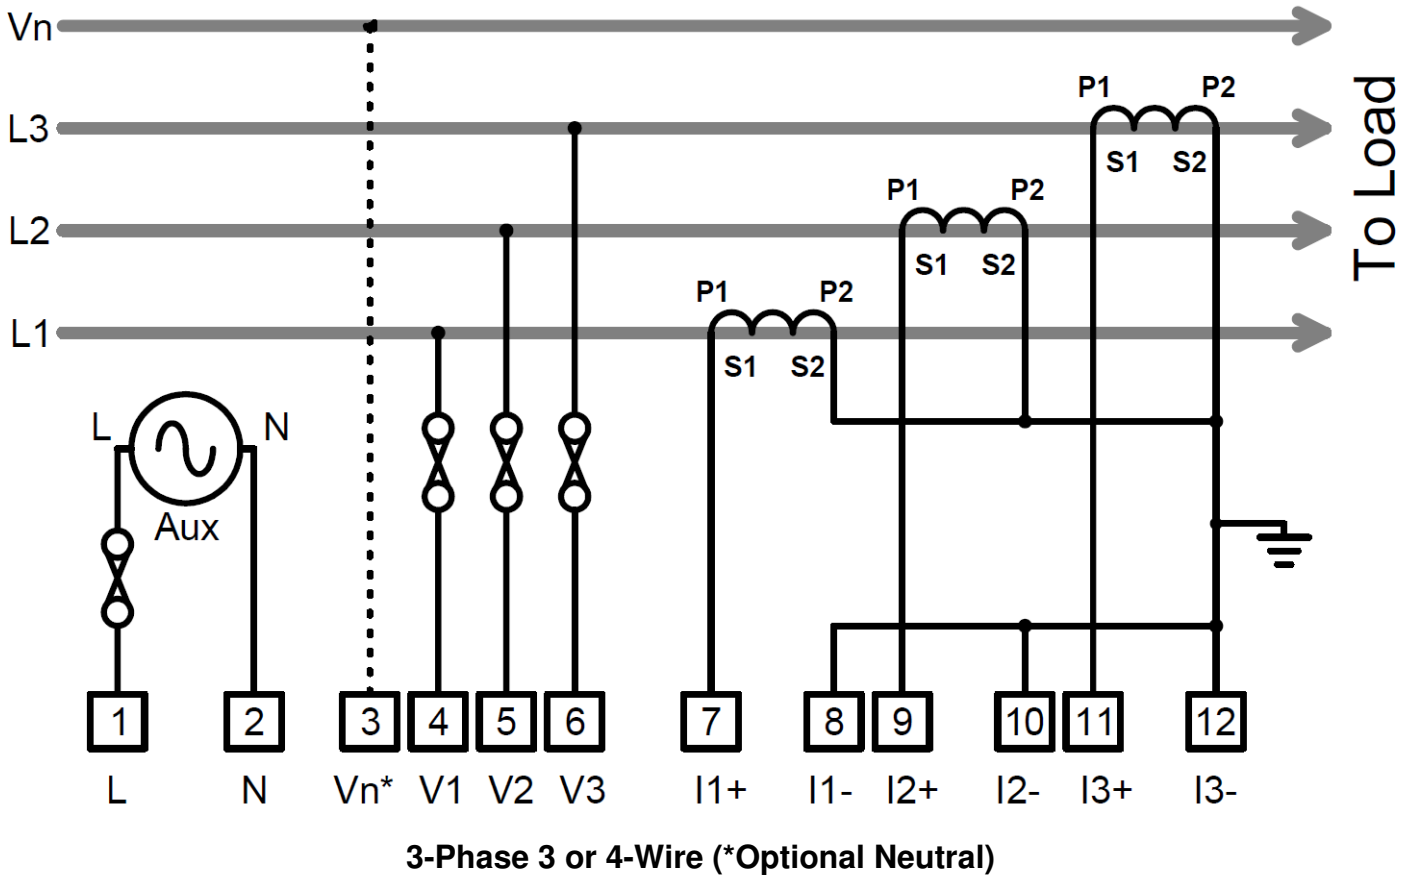 Vn
P1 P2
L3
S1 S2
P1 P2
L2
S1 S2
P1 P2
L1
S1 S2
To Load
L N
Aux
1 2 3 4 5 6 7 8 9 10 11 12
L N Vn* V1 V2 V3 I1+ I1- I2+ I2- I3+ I3-
3-Phase 3 or 4-Wire (*Optional Neutral)